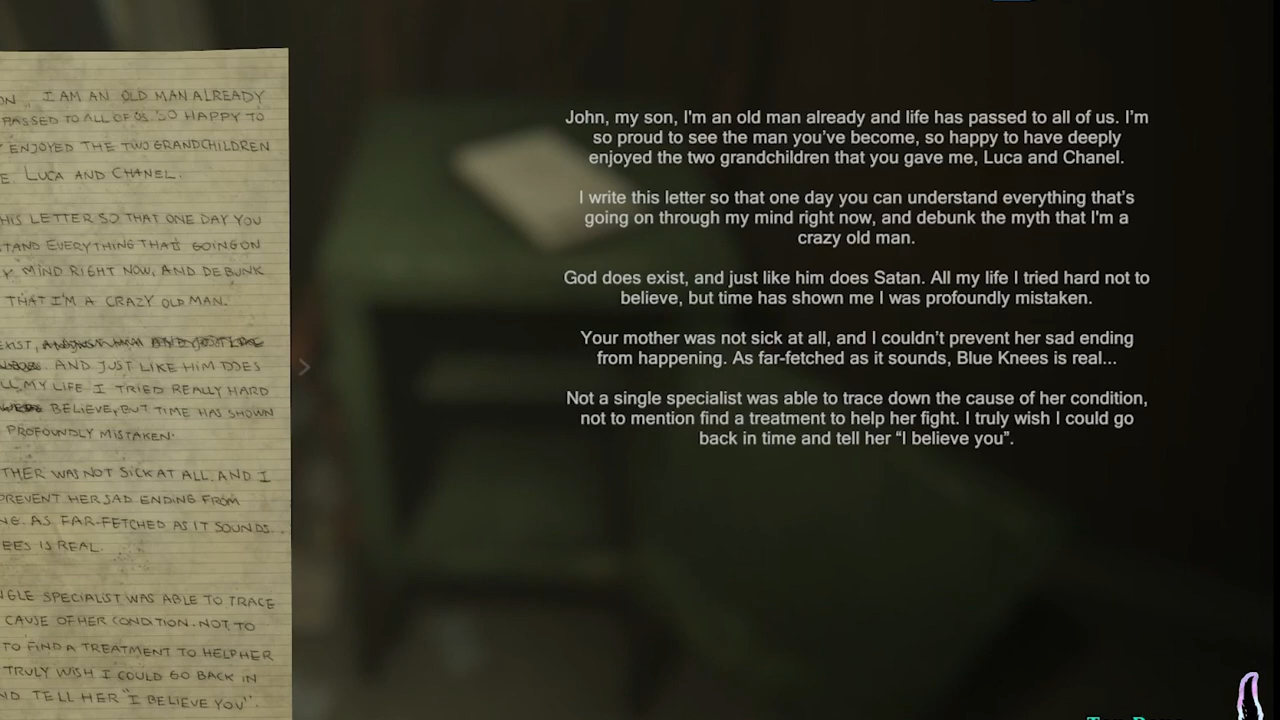 ON, I AM AN OLD MAN ALREADY
PASSED TO ALL OF US SO HAPPY TO
ENJOYED THE TWO GRANDCHILDREN
E. LUCA AND CHANEL.
HIS LETTER SO THAT ONE DAY YOU
TAND EVERYTHING THATS GOING ON
MIND RIGHT NOW, AND DEBUNK
THAT I'M A CRAZY OLD MAN.
EXIST,
AND JUST LIKE HIM DOES
LL MY LIFE I TRIED REALLY HARD
BELIEVE, BUT TIME HAS SHOWN
PROFOUNDLY MISTAKEN.
THER WAS NOT SICK AT ALL. AND I
PREVENT HER SAD ENDING FROM
NG. AS FAR-FETCHED AS IT SOUNDS..
EES IS REAL.
NGLE SPECIALIST WAS ABLE TO TRACE
CAUSE OF HER CONDITION. NOT TO
TO FIND A TREATMENT TO HELP HER
TRULY WISH I COULD GO BACK IN
ND TELL HER "I BELIEVE YOU".
John, my son, I'm an old man already and life has passed to all of us. I'm
so proud to see the man you've become, so happy to have deeply
enjoyed the two grandchildren that you gave me, Luca and Chanel.
I write this letter so that one day you can understand everything that's
going on through my mind right now, and debunk the myth that I'm a
crazy old man.
God does exist, and just like him does Satan. All my life I tried hard not to
believe, but time has shown me I was profoundly mistaken.
Your mother was not sick at all, and I couldn't prevent her sad ending
from happening. As far-fetched as it sounds, Blue Knees is real...
Not a single specialist was able to trace down the cause of her condition,
not to mention find a treatment to help her fight. I truly wish I could go
back in time and tell her “I believe you”.